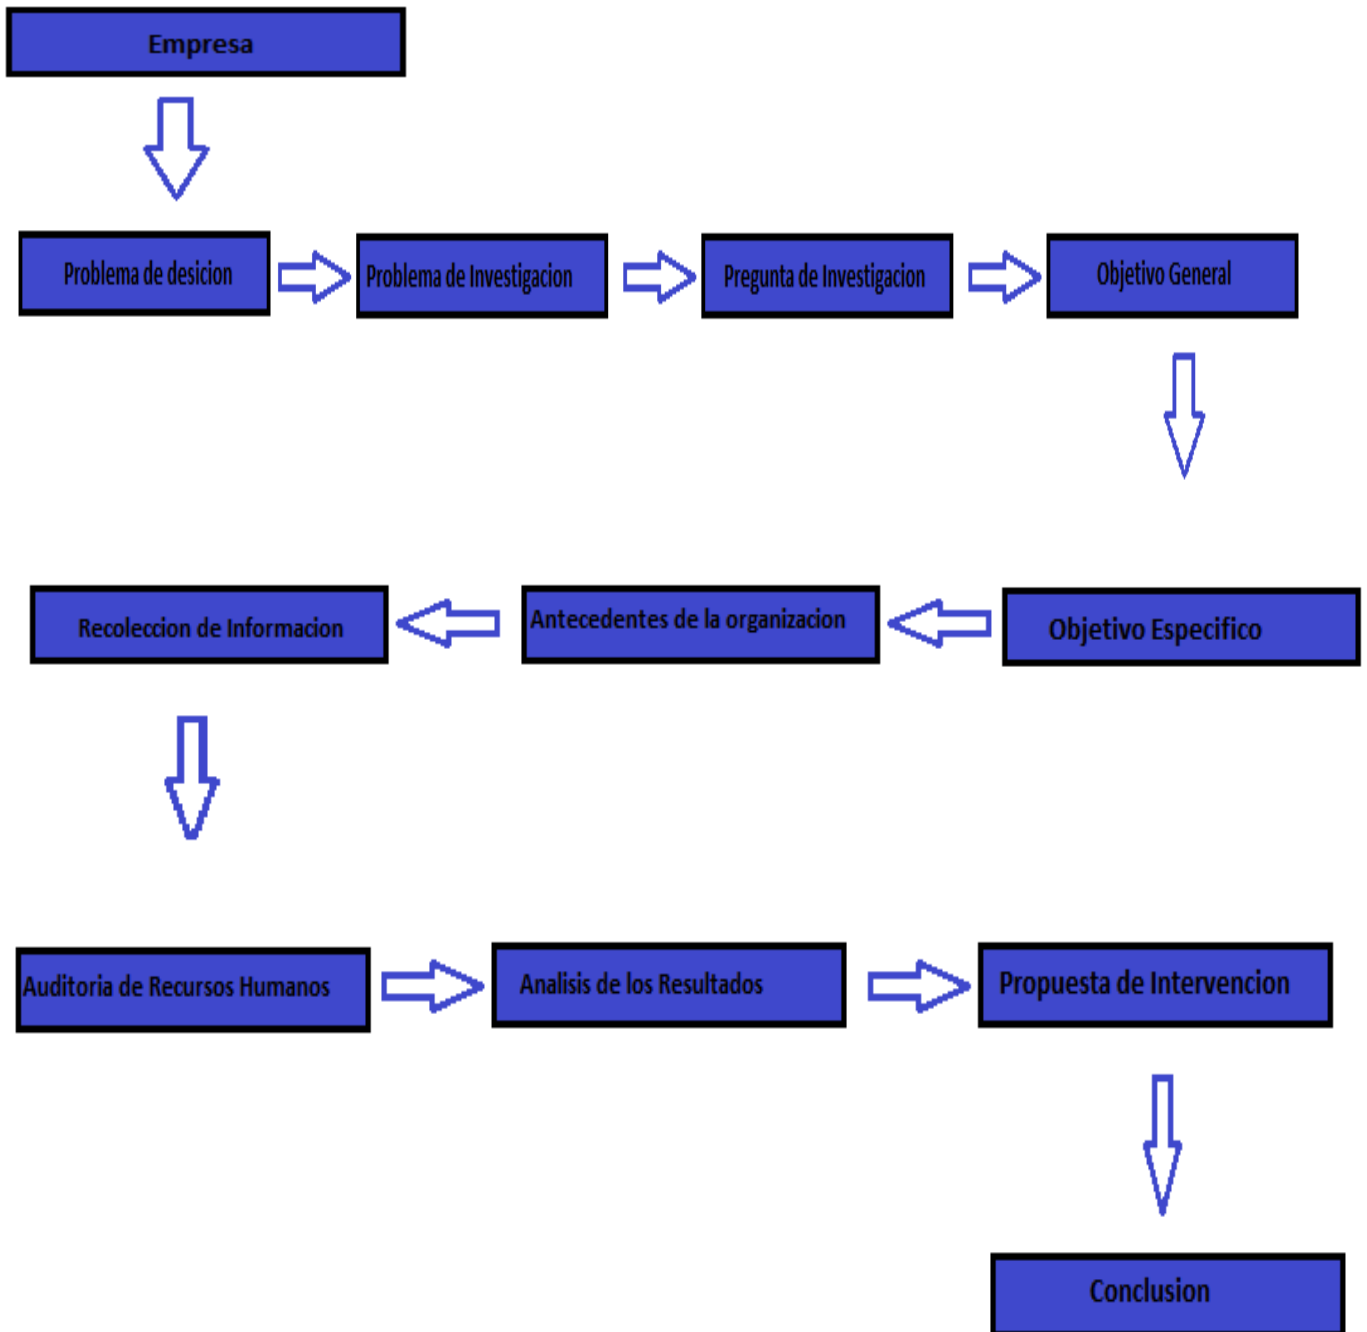 Empresa
Problema de desicion
Problema de Investigacion
Pregunta de Investigacion
Objetivo General
Objetivo Especifico
Antecedentes de la organizacion
Recoleccion de Informacion
Auditoria de Recursos Humanos
Analisis de los Resultados
Propuesta de Intervencion
Conclusion